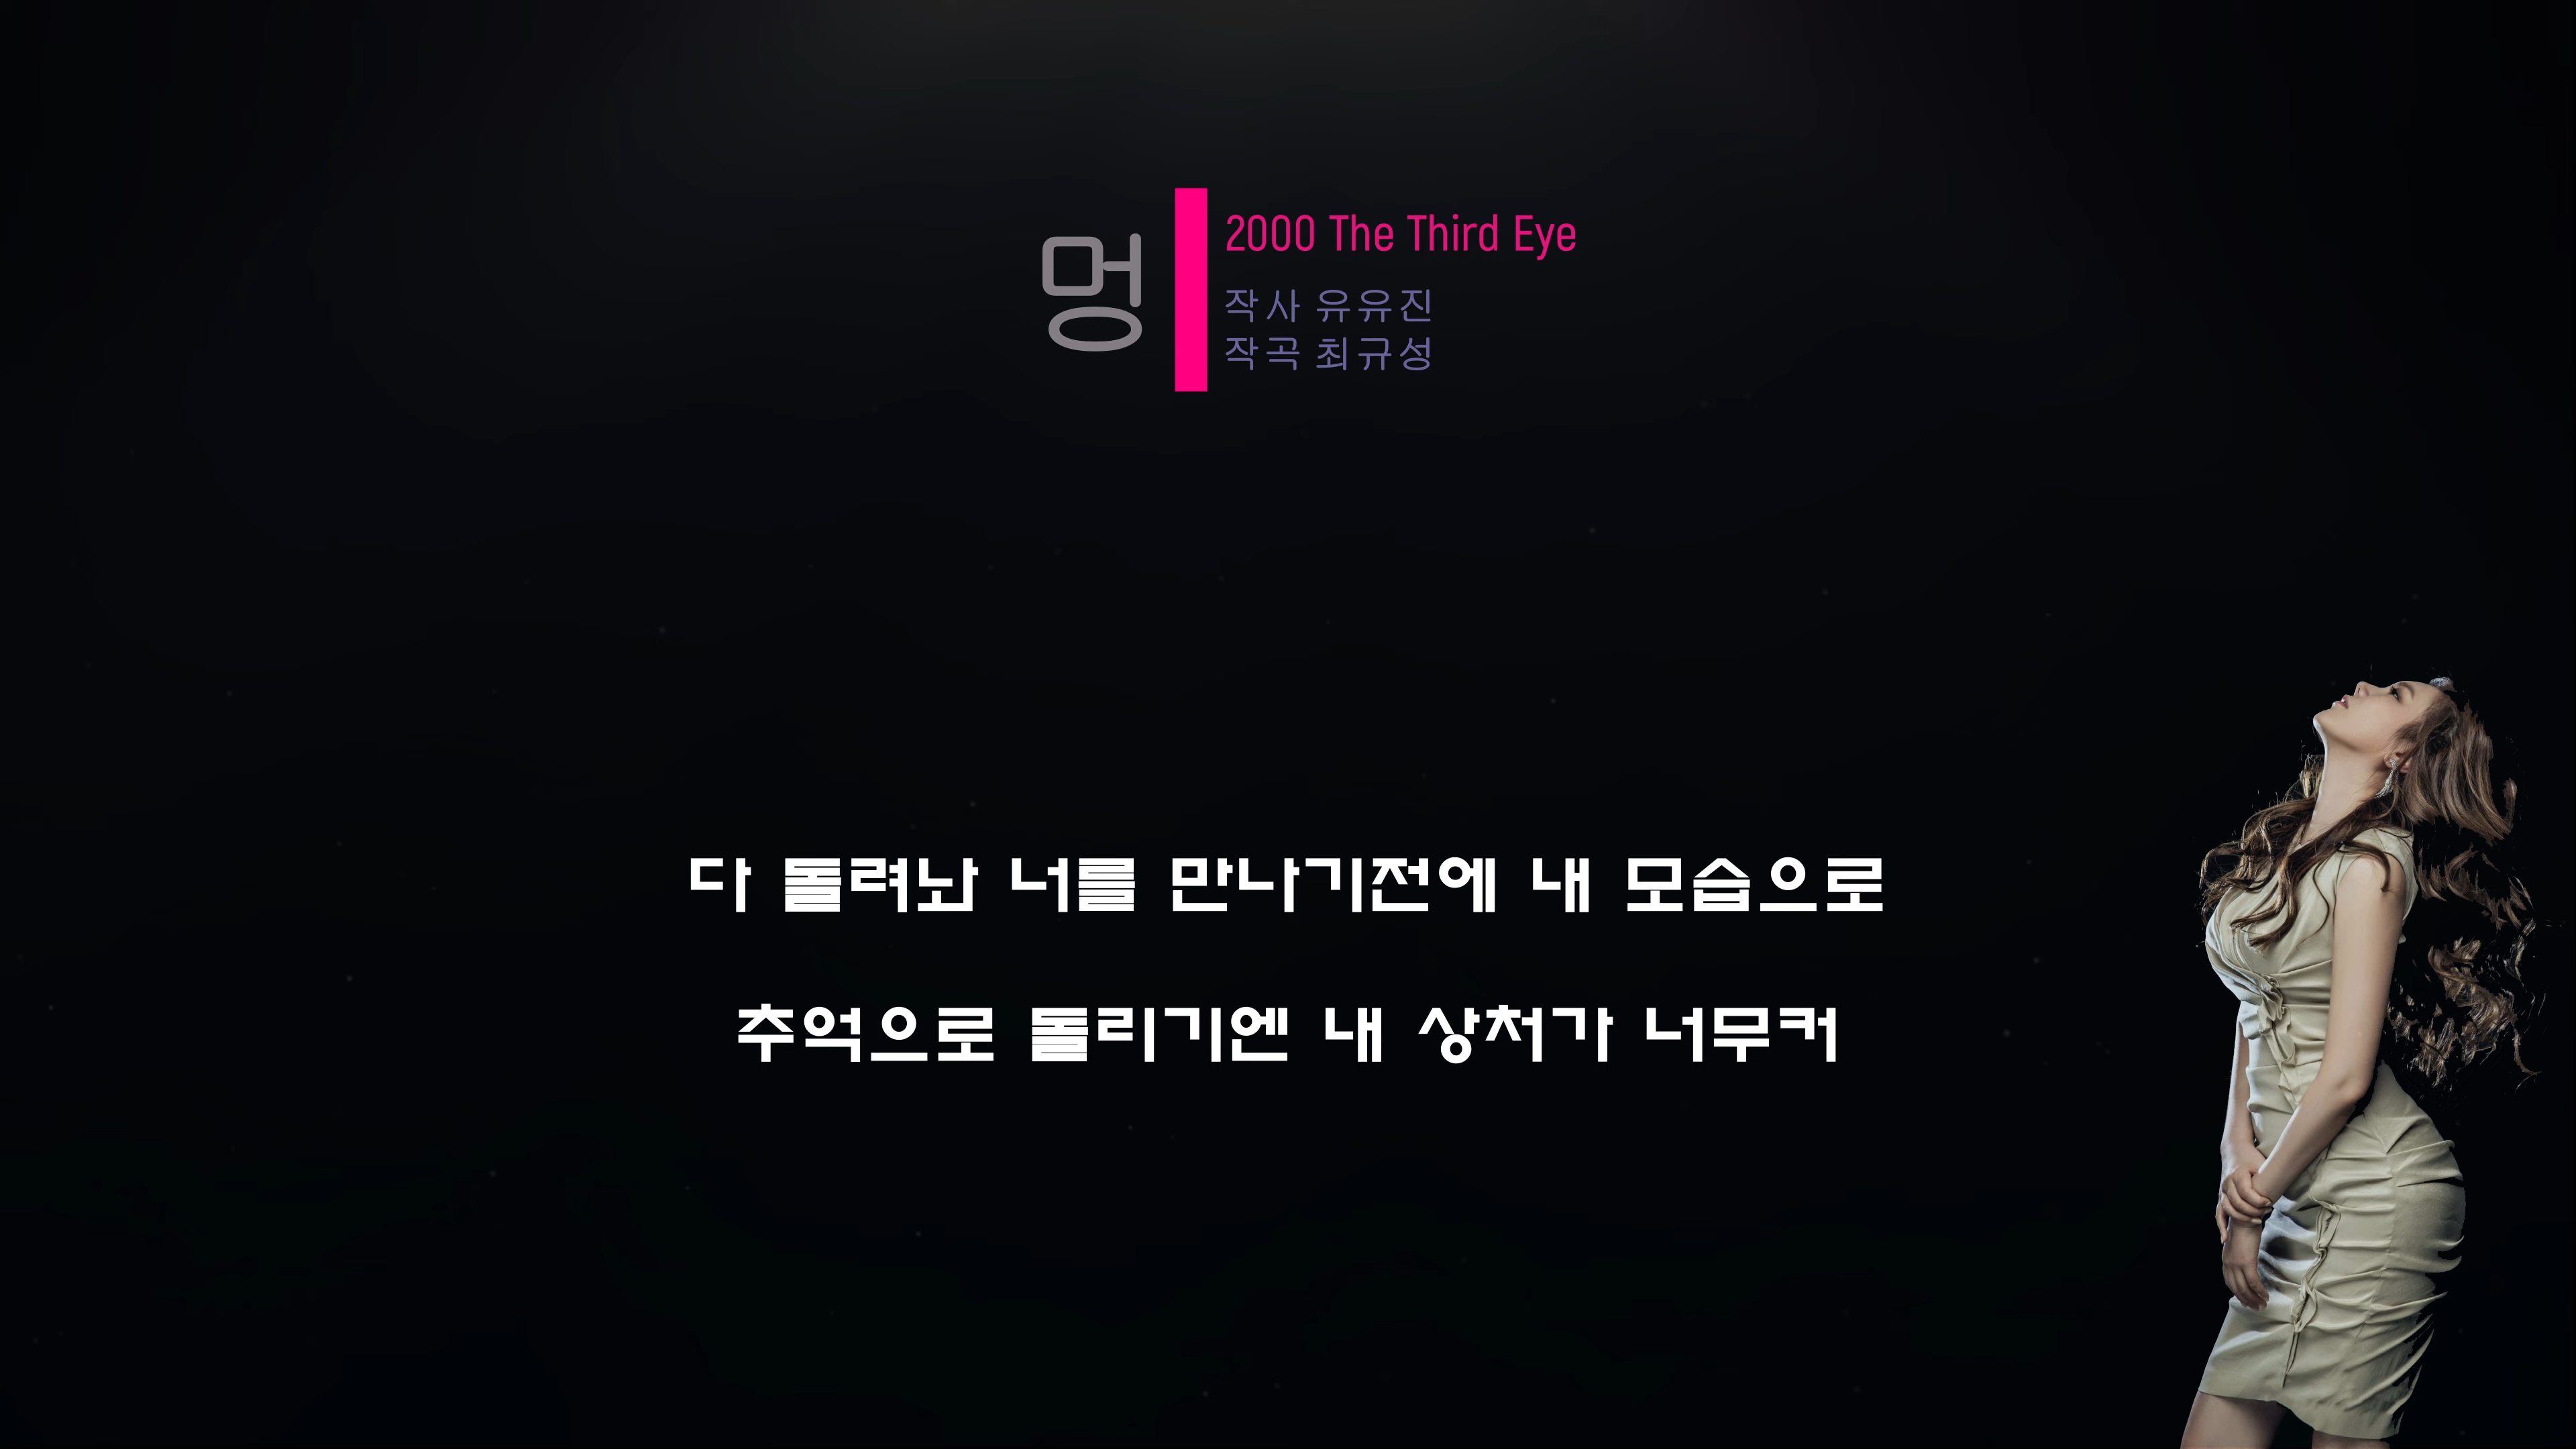 멍
2000 The Third Eye
작사 유유진
작곡 최규성
다 돌려놔 너를 만나기전에 내 모습으로
추억으로 돌리기엔 내 상처가 너무커